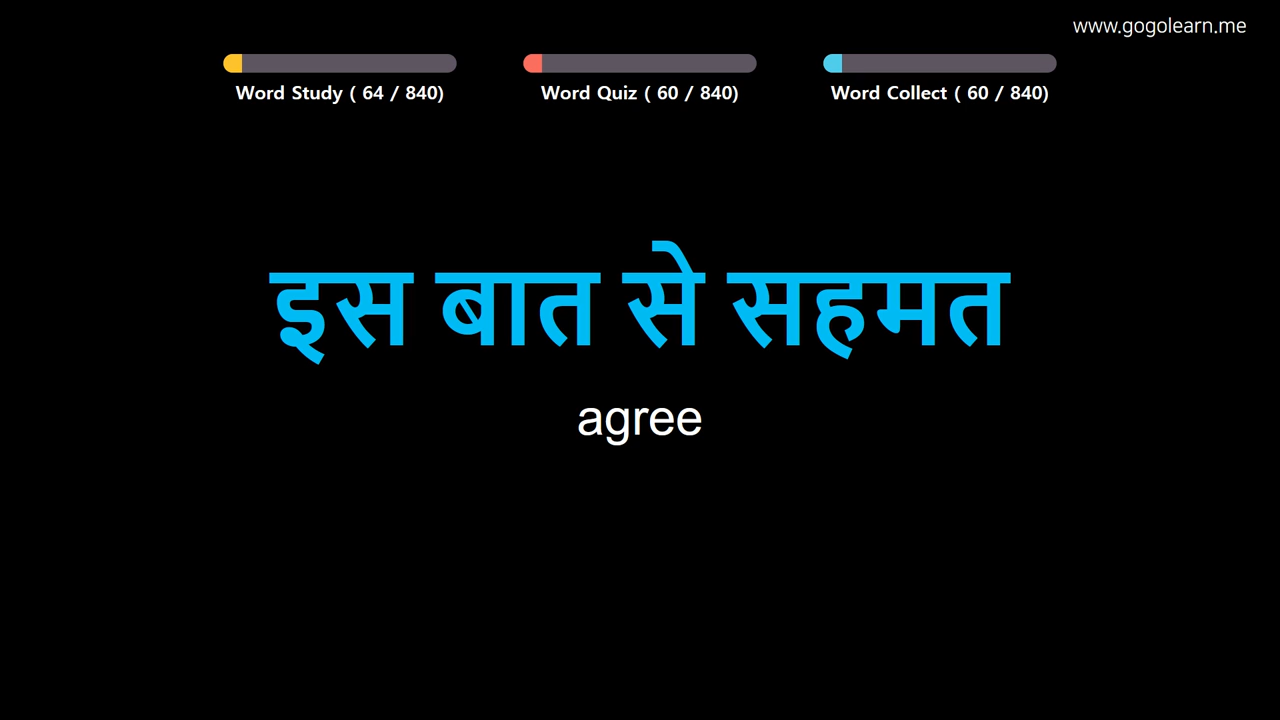 www.gogolearn.me
Word Study ( 64 / 840)
Word Quiz ( 60 / 840)
Word Collect ( 60 / 840)
इस बात से सहमत
agree